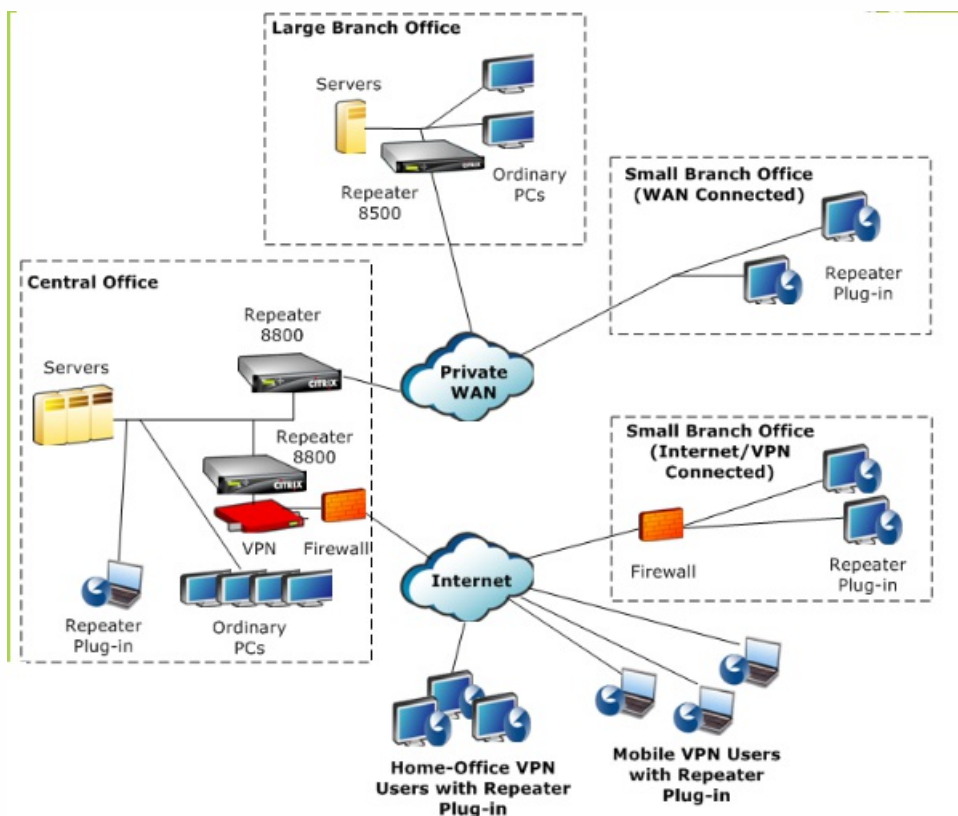 Large Branch Office
Servers
Repeater
8500
Ordinary
PCs
Small Branch Office
(WAN Connected)
Repeater
Plug-in
Central Office
Repeater
8800
CITRIX
Servers
Private
WAN
Repeater
8800
CITRIX
VPN
Firewall
Repeater
Plug-in
Ordinary
PCs
Small Branch Office
(Internet/VPN
Connected)
Firewall
Repeater
Plug-in
Internet
Home-Office VPN
Users with Repeater
Plug-in
Mobile VPN Users
with Repeater
Plug-in